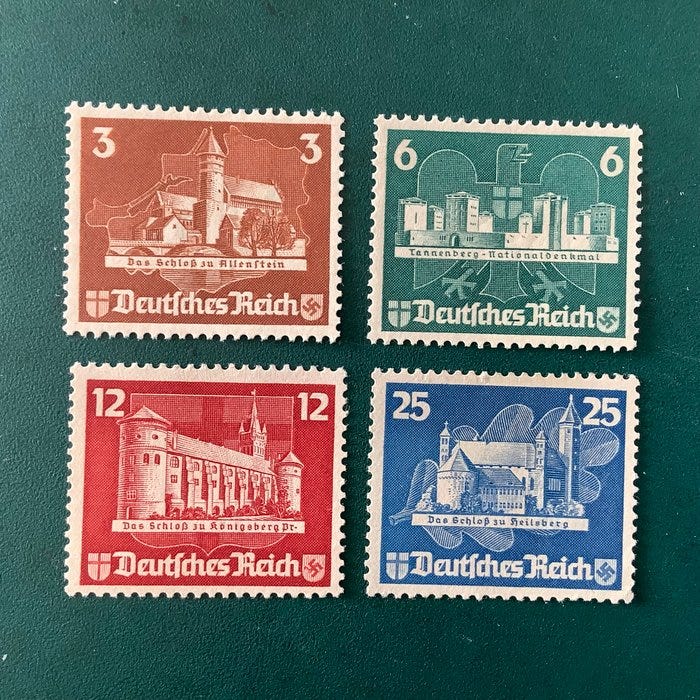 3 3
Das Schloß zu Allenstein
Deutsches Reich
6 6
Tannenberg-Nationaldenkmal
Deutsches Reich
12 12
Das Schloß zu Königsberg Pr.
Deutsches Reich
25 25
Das Schloß zu Heilsberg
Deutsches Reich